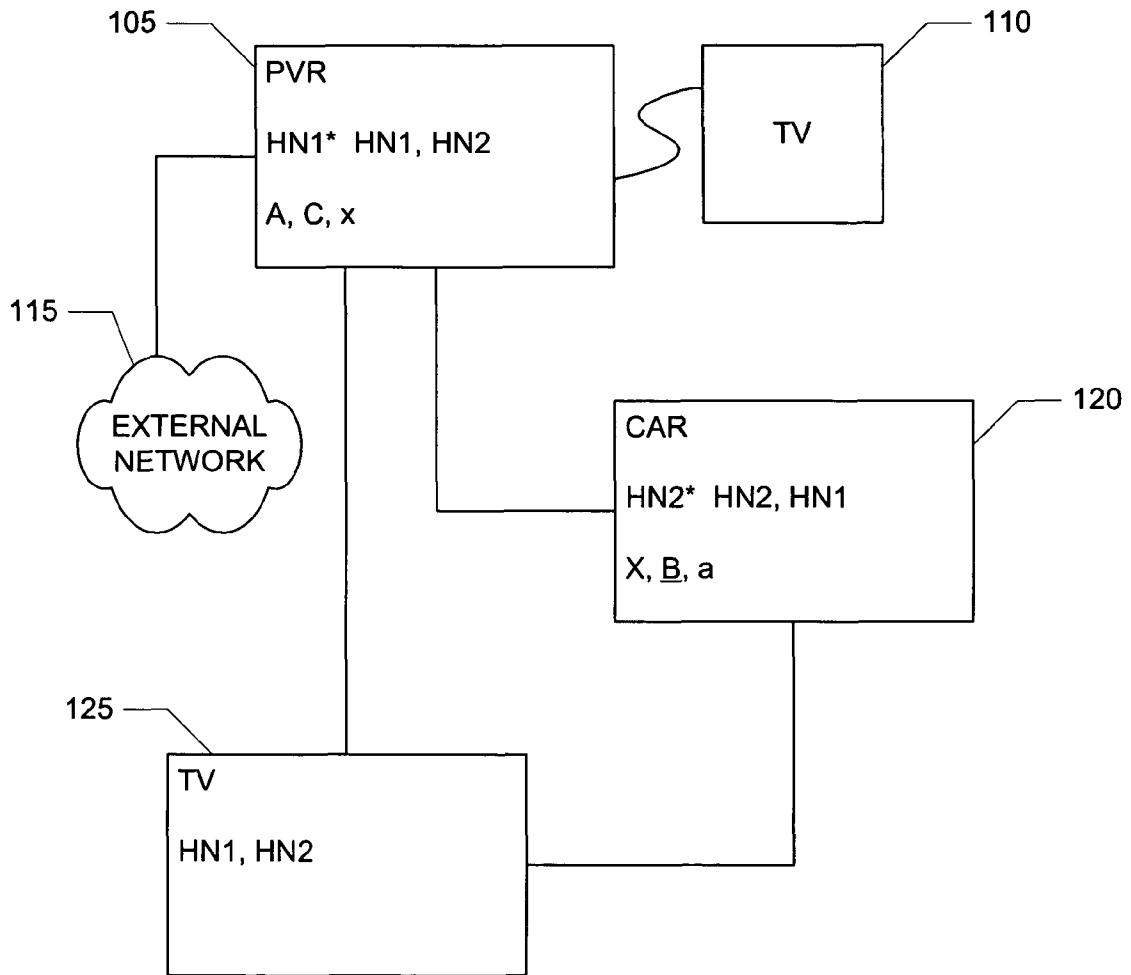 105
110
PVR
HN1* HN1, HN2
A, C, x
TV
115
EXTERNAL
NETWORK
120
CAR
HN2* HN2, HN1
X, B, a
125
TV
HN1, HN2